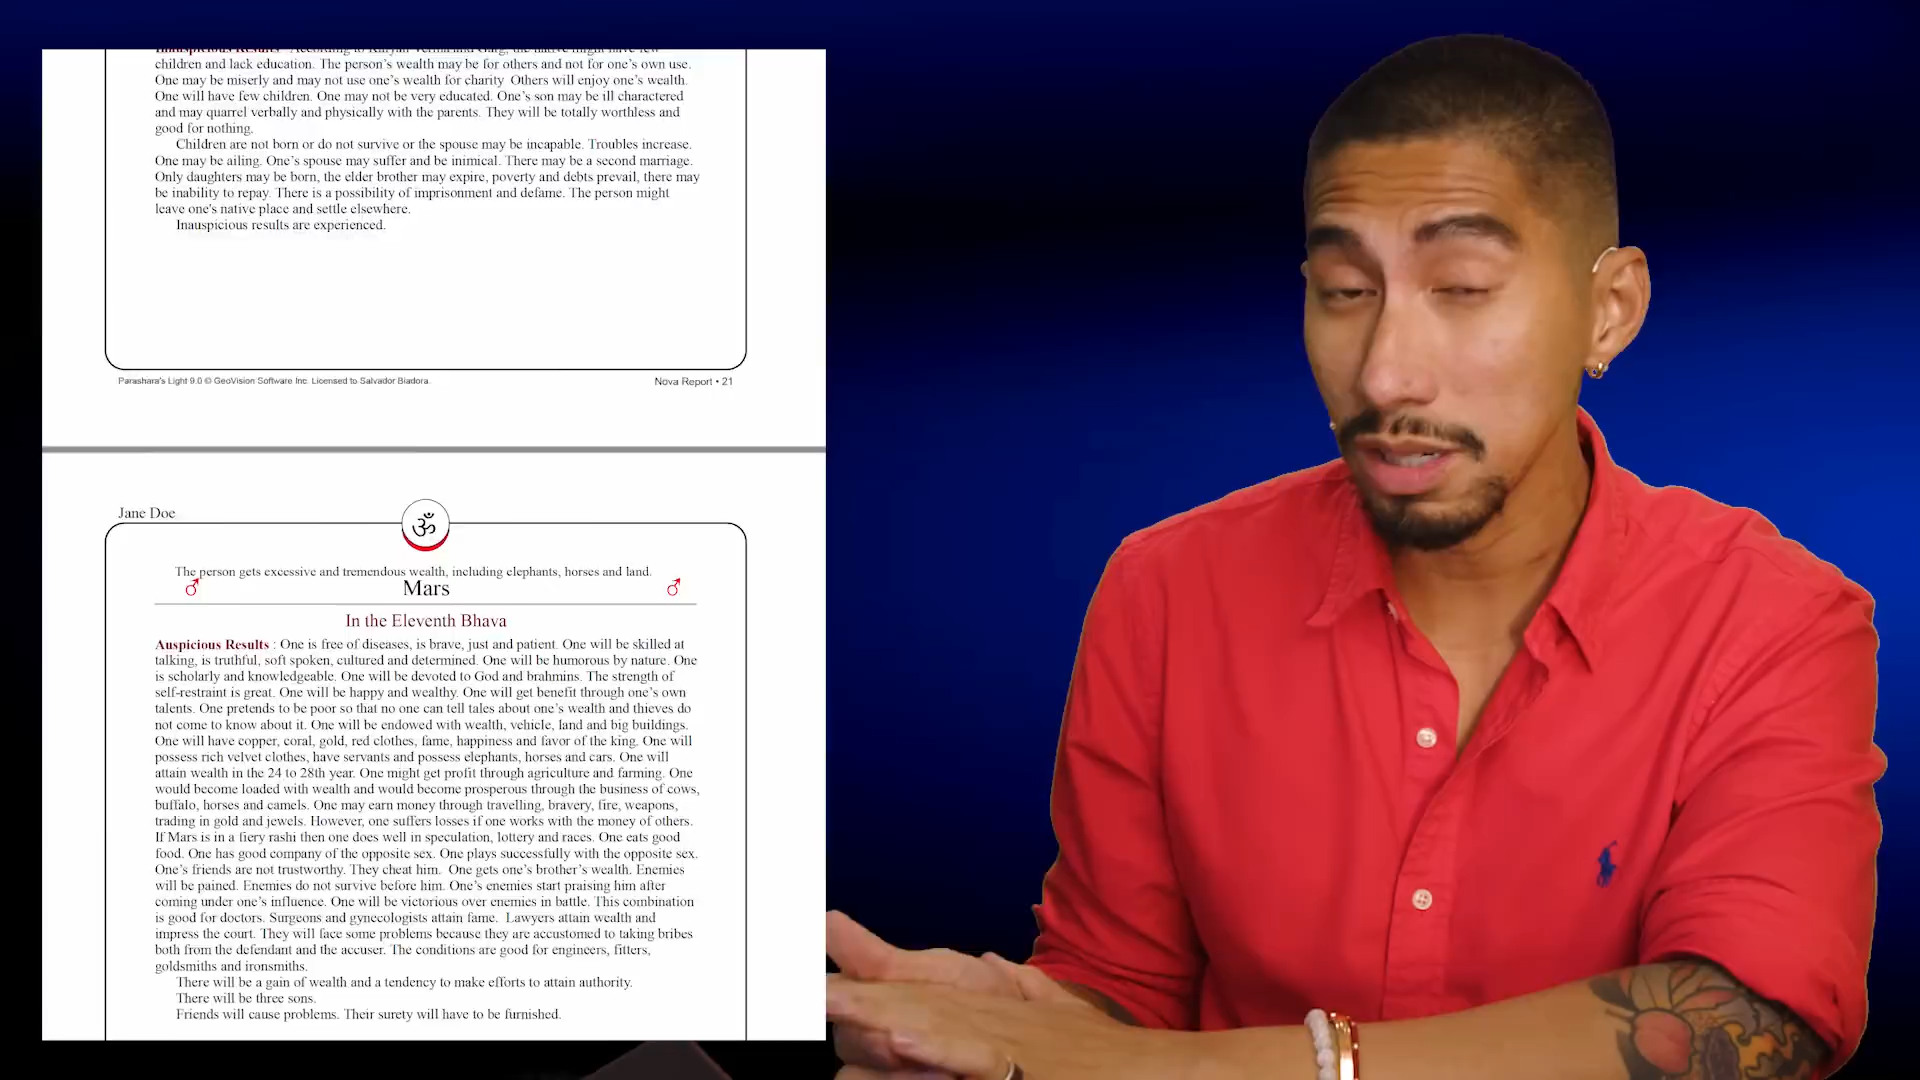 Inauspicious Results : According to Kalyan Verma and Garg, the native might have few
children and lack education. The person's wealth may be for others and not for one's own use.
One may be miserly and may not use one's wealth for charity Others will enjoy one's wealth.
One will have few children. One may not be very educated. One's son may be ill charactered
and may quarrel verbally and physically with the parents. They will be totally worthless and
good for nothing.
Children are not born or do not survive or the spouse may be incapable. Troubles increase.
One may be ailing. One's spouse may suffer and be inimical. There may be a second marriage.
Only daughters may be born, the elder brother may expire, poverty and debts prevail, there may
be inability to repay. There is a possibility of imprisonment and defame. The person might
leave one's native place and settle elsewhere.
Inauspicious results are experienced.
Parashara's Light 9.0 © GeoVision Software Inc. Licensed to Salvador Biadora.
Nova Report • 21
Jane Doe
ॐ
The person gets excessive and tremendous wealth, including elephants, horses and land.
♂ Mars ♂
In the Eleventh Bhava
Auspicious Results : One is free of diseases, is brave, just and patient. One will be skilled at
talking, is truthful, soft spoken, cultured and determined. One will be humorous by nature. One
is scholarly and knowledgeable. One will be devoted to God and brahmins. The strength of
self-restraint is great. One will be happy and wealthy. One will get benefit through one's own
talents. One pretends to be poor so that no one can tell tales about one's wealth and thieves do
not come to know about it. One will be endowed with wealth, vehicle, land and big buildings.
One will have copper, coral, gold, red clothes, fame, happiness and favor of the king. One will
possess rich velvet clothes, have servants and possess elephants, horses and cars. One will
attain wealth in the 24 to 28th year. One might get profit through agriculture and farming. One
would become loaded with wealth and would become prosperous through the business of cows,
buffalo, horses and camels. One may earn money through travelling, bravery, fire, weapons,
trading in gold and jewels. However, one suffers losses if one works with the money of others.
If Mars is in a fiery rashi then one does well in speculation, lottery and races. One eats good
food. One has good company of the opposite sex. One plays successfully with the opposite sex.
One's friends are not trustworthy. They cheat him. One gets one's brother's wealth. Enemies
will be pained. Enemies do not survive before him. One's enemies start praising him after
coming under one's influence. One will be victorious over enemies in battle. This combination
is good for doctors. Surgeons and gynecologists attain fame. Lawyers attain wealth and
impress the court. They will face some problems because they are accustomed to taking bribes
both from the defendant and the accuser. The conditions are good for engineers, fitters,
goldsmiths and ironsmiths.
There will be a gain of wealth and a tendency to make efforts to attain authority.
There will be three sons.
Friends will cause problems. Their surety will have to be furnished.